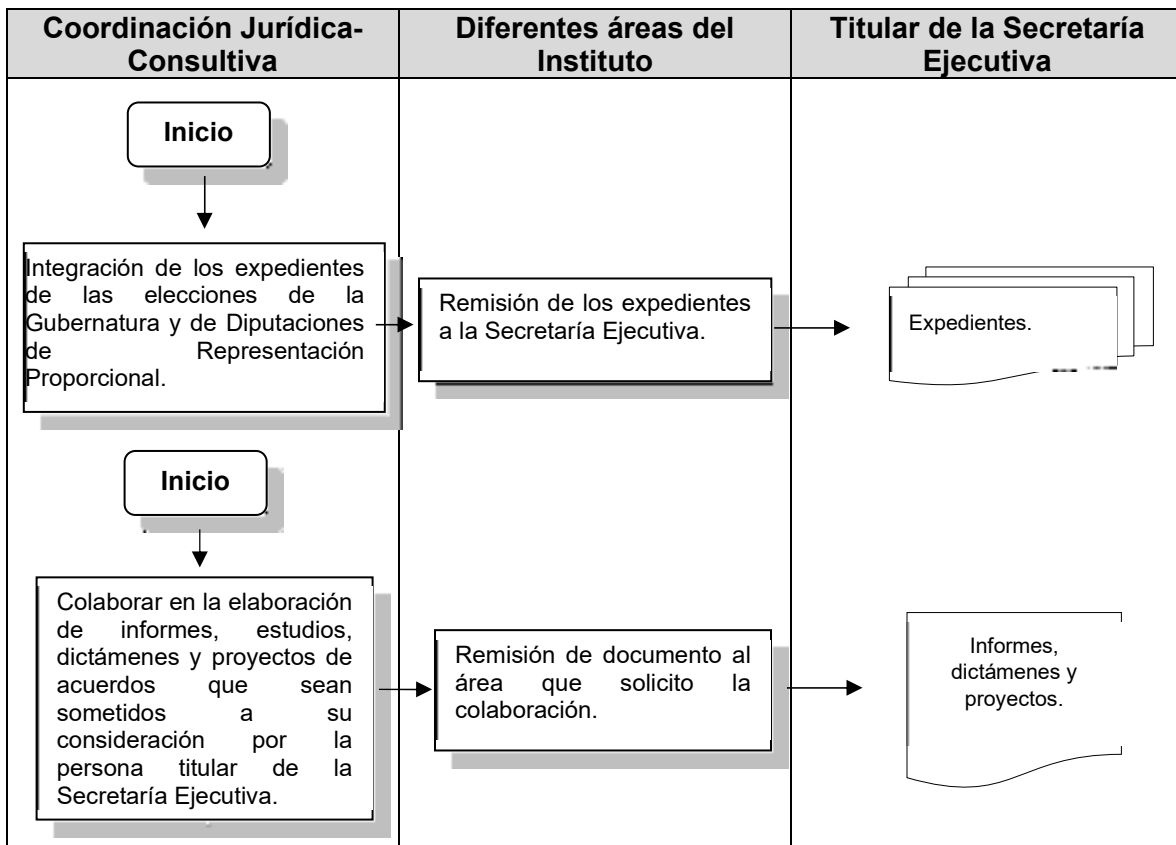 Coordinación Jurídica-
Consultiva
Diferentes áreas del
Instituto
Titular de la Secretaría
Ejecutiva
Inicio
Integración de los expedientes
de las elecciones de la
Gubernatura y de Diputaciones
de Representación
Proporcional.
Remisión de los expedientes
a la Secretaría Ejecutiva.
Expedientes.
Inicio
Colaborar en la elaboración
de informes, estudios,
dictámenes y proyectos de
acuerdos que sean
sometidos a su
consideración por la
persona titular de la
Secretaría Ejecutiva.
Remisión de documento al
área que solicito la
colaboración.
Informes,
dictámenes y
proyectos.